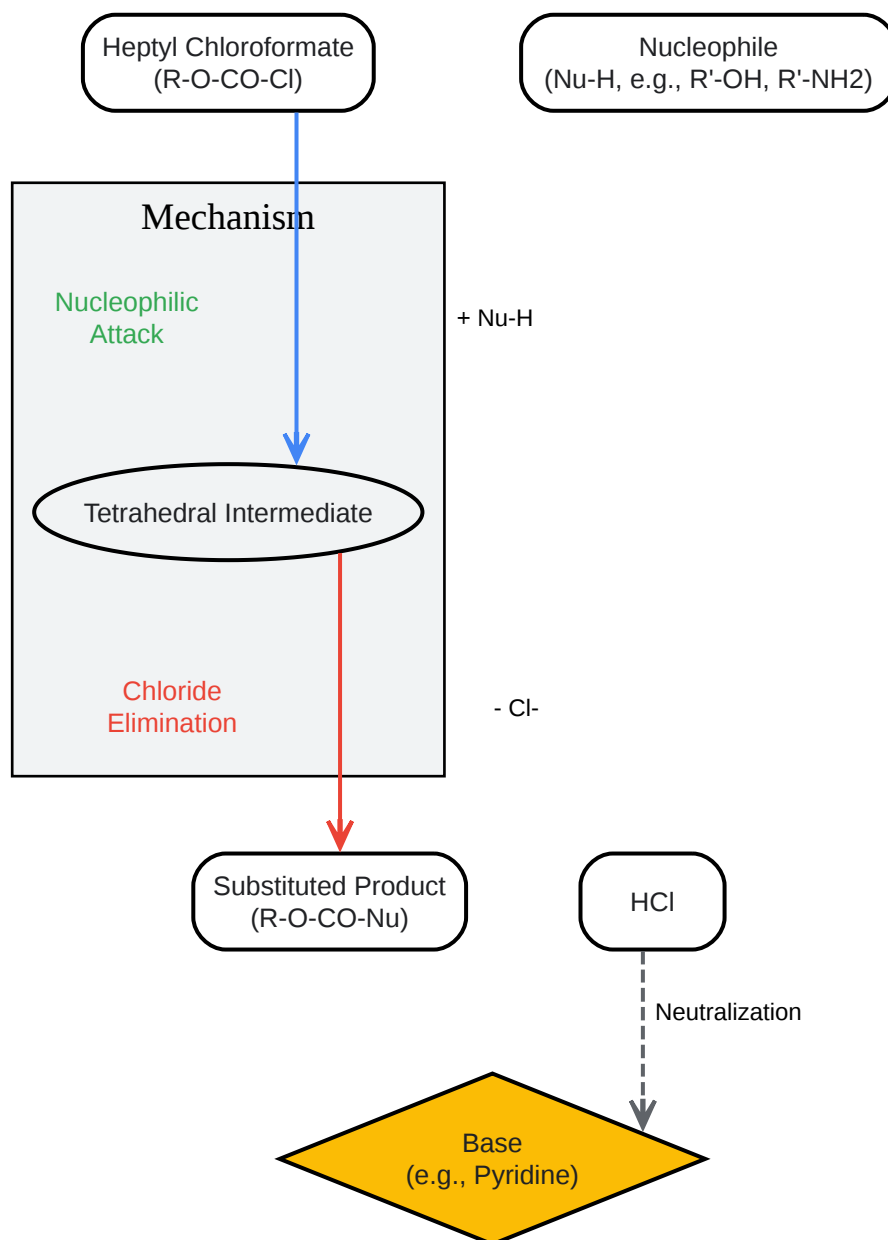 Heptyl Chloroformate
(R-O-CO-Cl)
Nucleophile
(Nu-H, e.g., R'-OH, R'-NH2)
Mechanism
Nucleophilic
Attack
+ Nu-H
Tetrahedral Intermediate
Chloride
Elimination
- Cl-
Substituted Product
(R-O-CO-Nu)
HCl
Neutralization
Base
(e.g., Pyridine)